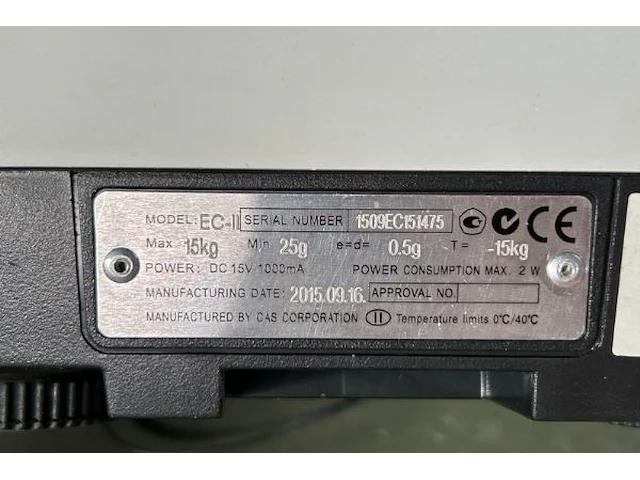 MODEL: EC-II SERIAL NUMBER 1509EC151475 CE
Max 15kg Min 25g e=d= 0.5g T= -15kg
POWER: DC 15V 1000mA POWER CONSUMPTION MAX. 2 W
MANUFACTURING DATE: 2015.09.16. APPROVAL NO.
MANUFACTURED BY CAS CORPORATION II Temperature limits 0°C/40°C